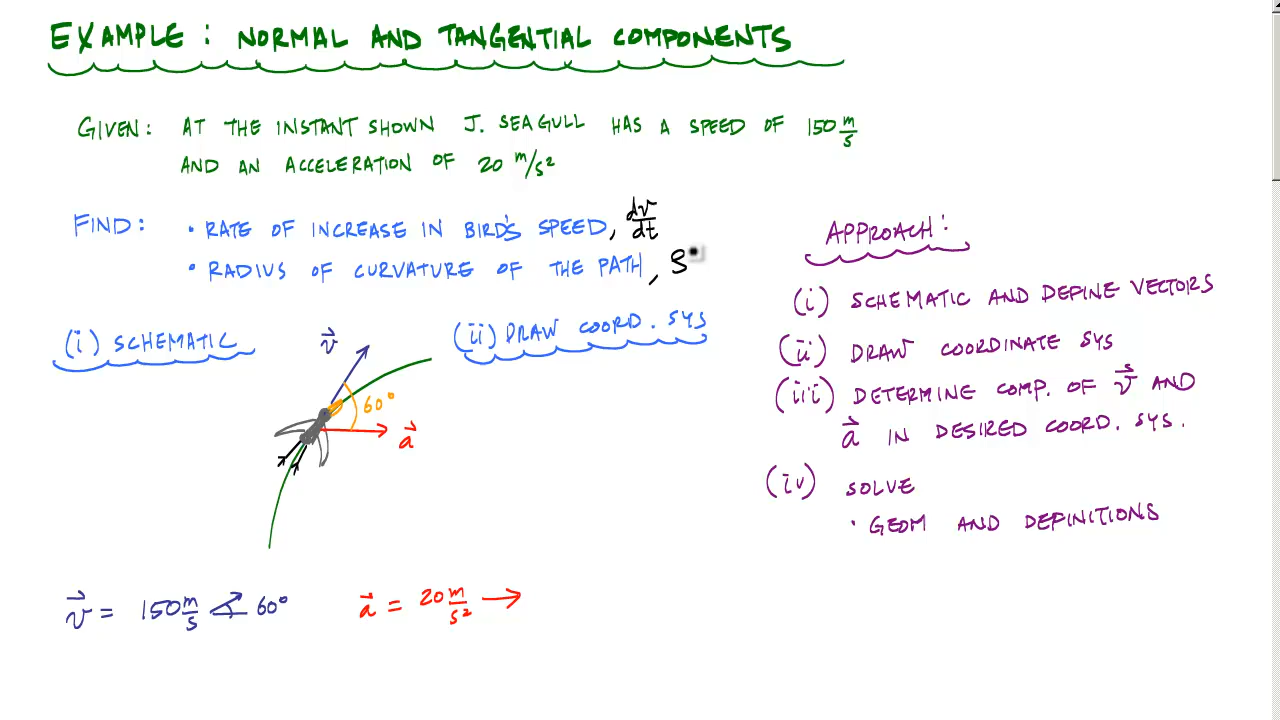 EXAMPLE: NORMAL AND TANGENTIAL COMPONENTS
GIVEN: AT THE INSTANT SHOWN J. SEAGULL HAS A SPEED OF 150 m/s
AND AN ACCELERATION OF 20 m/s²
FIND: • RATE OF INCREASE IN BIRD'S SPEED, dv/dt
• RADIUS OF CURVATURE OF THE PATH, S
APPROACH:
(i) SCHEMATIC AND DEFINE VECTORS
(ii) DRAW COORDINATE SYS
(iii) DETERMINE COMP. OF v⃗ AND
a⃗ IN DESIRED COORD. SYS.
(iv) SOLVE
• GEOM AND DEFINITIONS
(i) SCHEMATIC
(ii) DRAW COORD. SYS
v⃗
60°
a⃗
v⃗ = 150 m/s ∡ 60°
a⃗ = 20 m/s² →